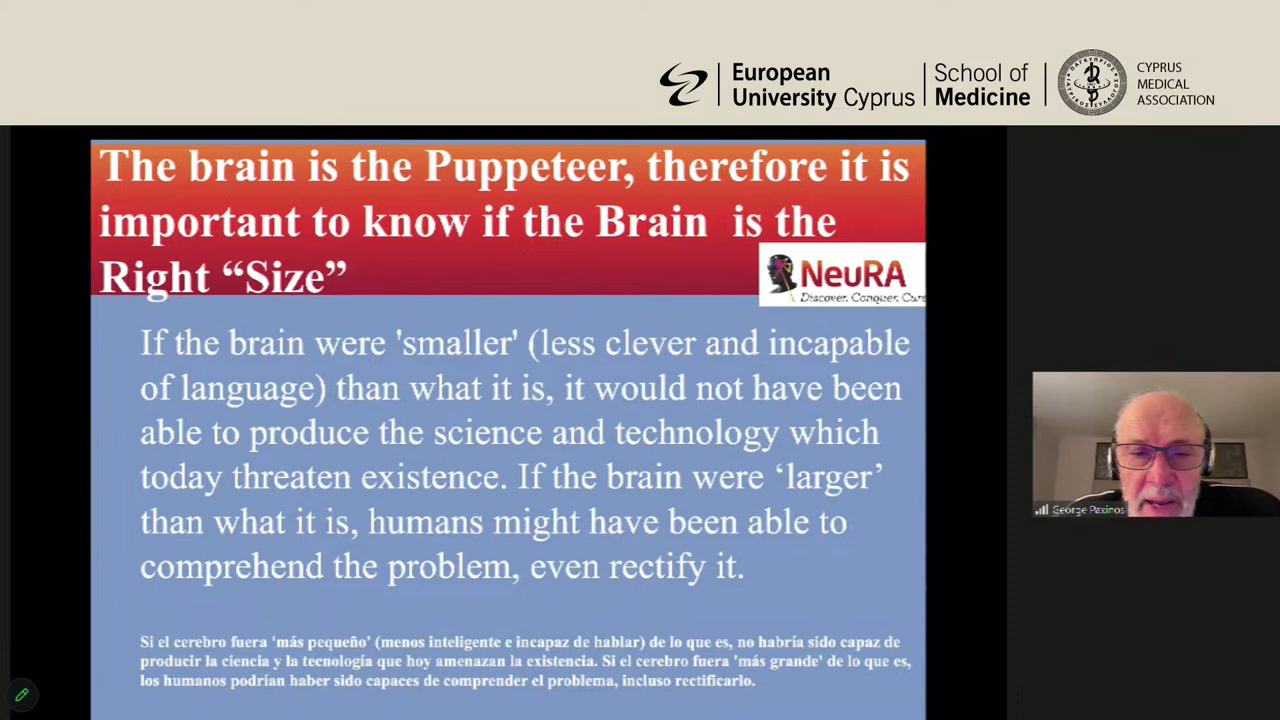 European
University Cyprus
School of
Medicine
CYPRUS
MEDICAL
ASSOCIATION
The brain is the Puppeteer, therefore it is
important to know if the Brain is the
Right “Size”
NeuRA
Discover. Conquer. Cure
If the brain were 'smaller' (less clever and incapable
of language) than what it is, it would not have been
able to produce the science and technology which
today threaten existence. If the brain were ‘larger’
than what it is, humans might have been able to
comprehend the problem, even rectify it.
Si el cerebro fuera 'más pequeño' (menos inteligente e incapaz de hablar) de lo que es, no habría sido capaz de
producir la ciencia y la tecnología que hoy amenazan la existencia. Si el cerebro fuera 'más grande' de lo que es,
los humanos podrían haber sido capaces de comprender el problema, incluso rectificarlo.
George Paxinos